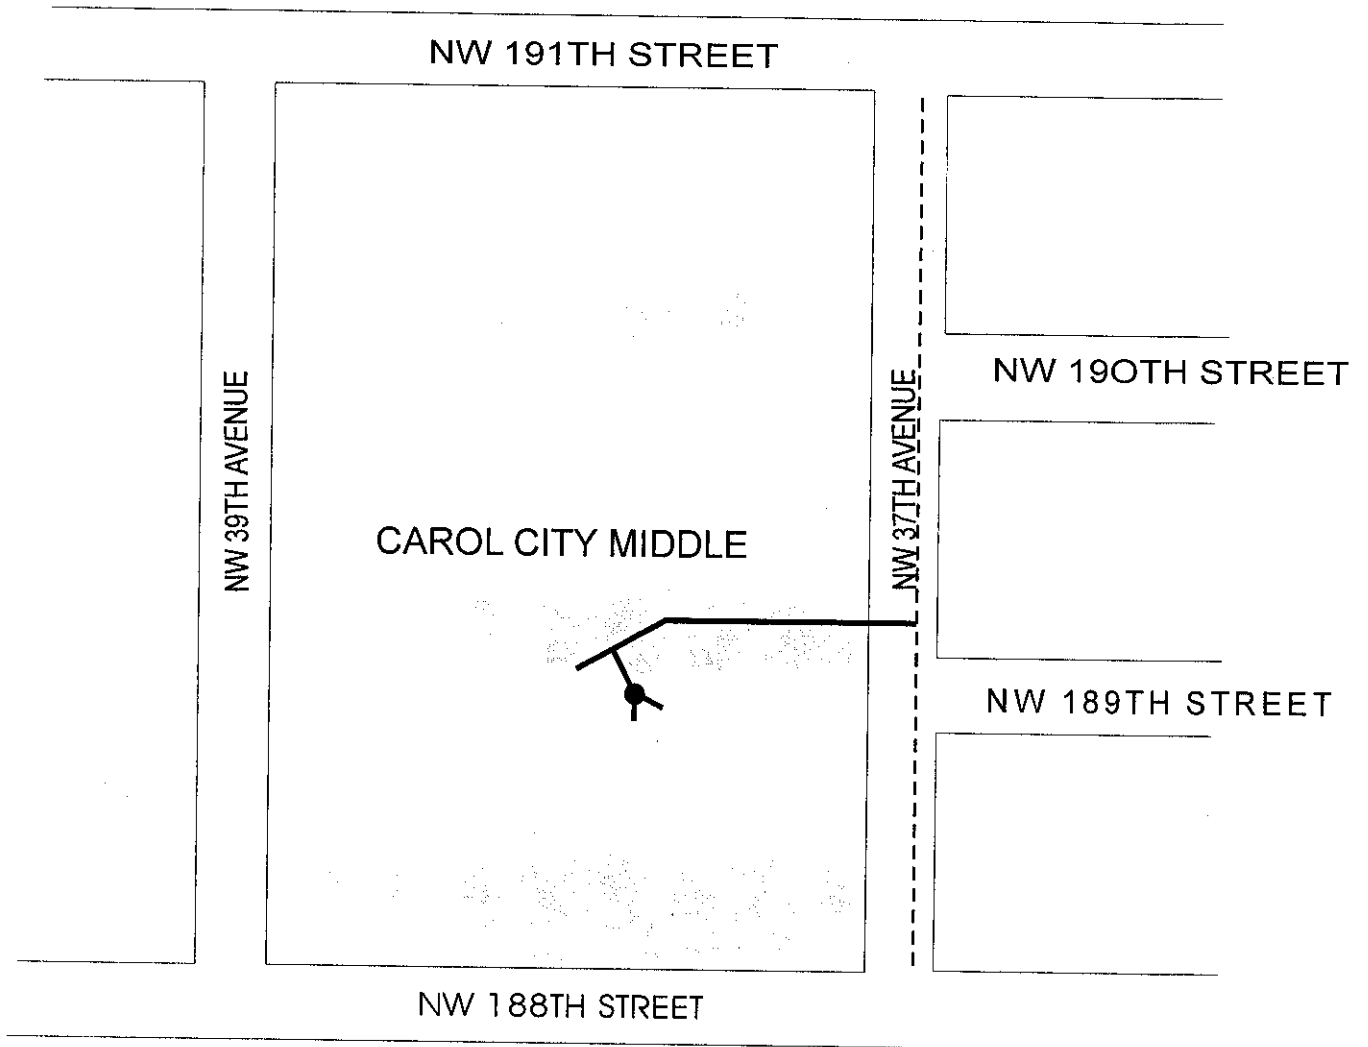 NW 191TH STREET
NW 190TH STREET
NW 39TH AVENUE
NW 37TH AVENUE
CAROL CITY MIDDLE
NW 189TH STREET
NW 188TH STREET